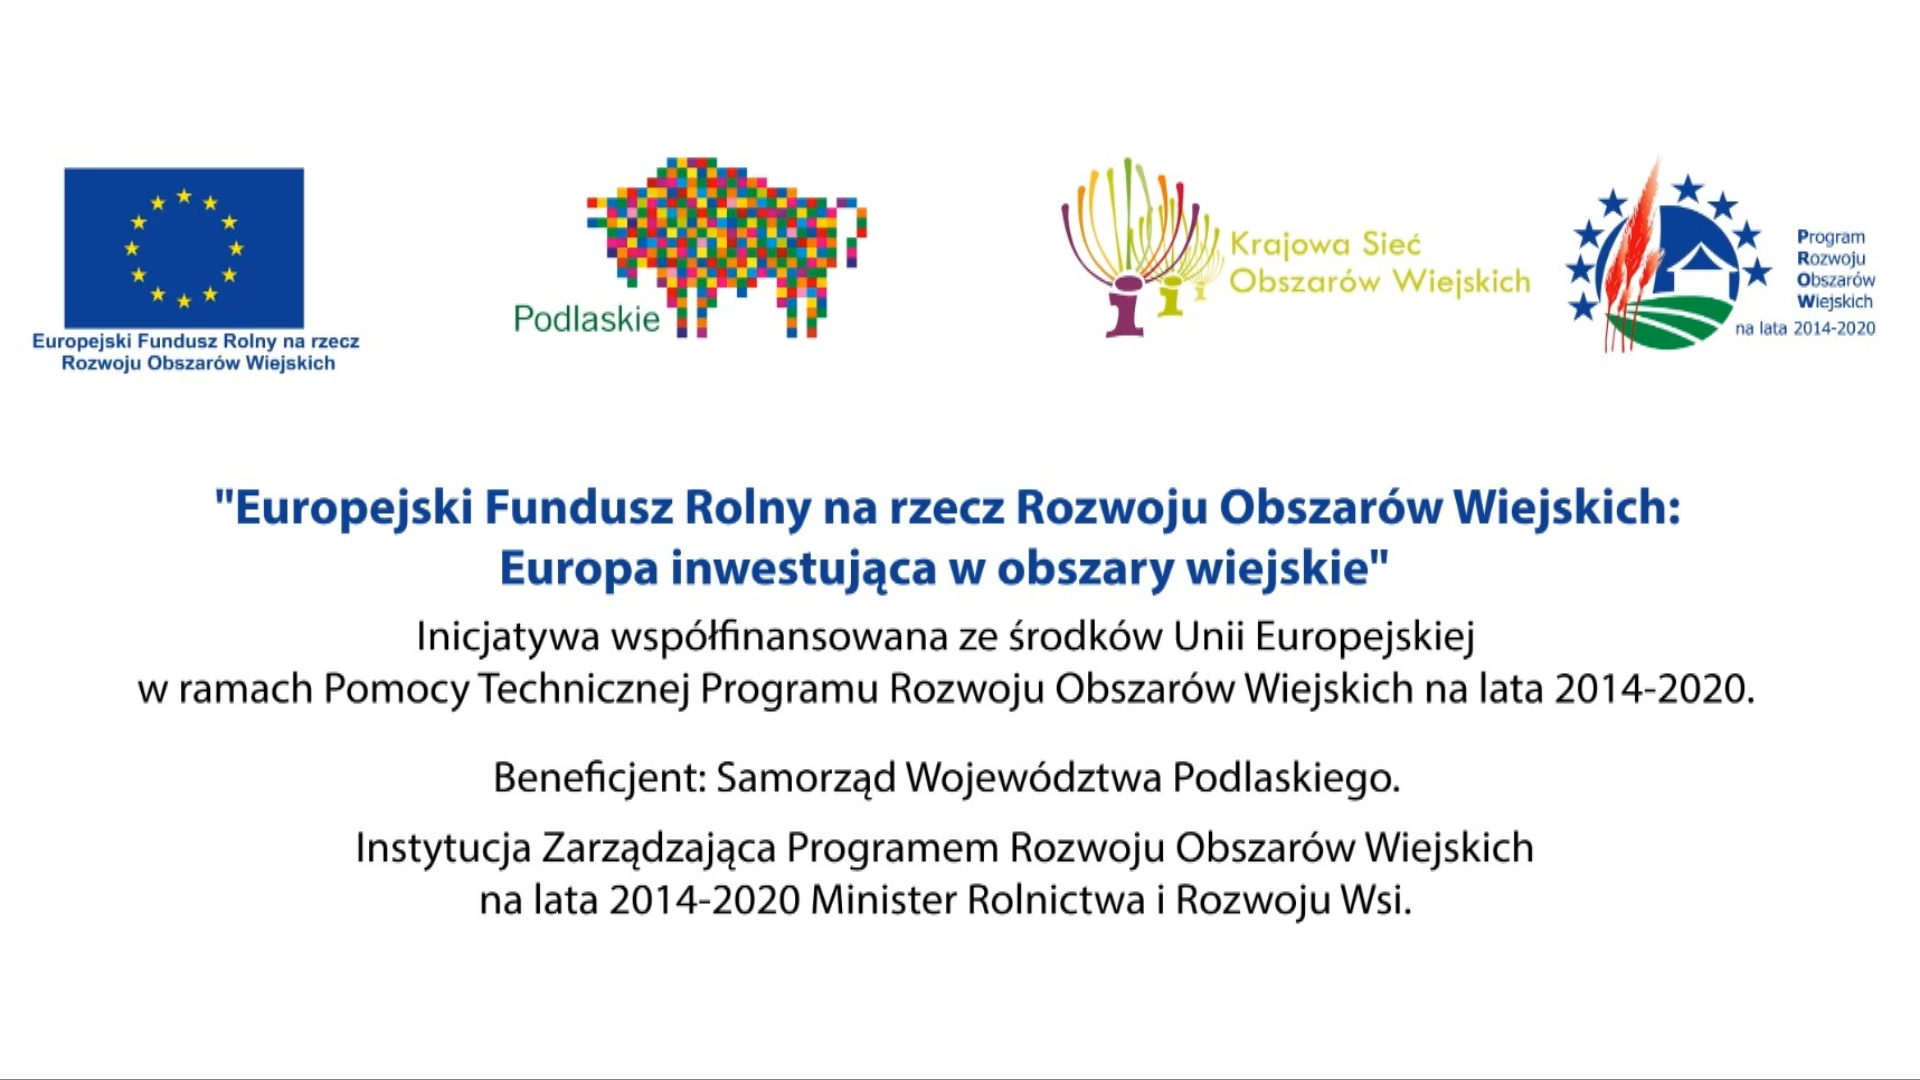 Europejski Fundusz Rolny na rzecz
Rozwoju Obszarów Wiejskich
Podlaskie
Krajowa Sieć
Obszarów Wiejskich
Program
Rozwoju
Obszarów
Wiejskich
na lata 2014-2020
"Europejski Fundusz Rolny na rzecz Rozwoju Obszarów Wiejskich:
Europa inwestująca w obszary wiejskie"
Inicjatywa współfinansowana ze środków Unii Europejskiej
w ramach Pomocy Technicznej Programu Rozwoju Obszarów Wiejskich na lata 2014-2020.
Beneficjent: Samorząd Województwa Podlaskiego.
Instytucja Zarządzająca Programem Rozwoju Obszarów Wiejskich
na lata 2014-2020 Minister Rolnictwa i Rozwoju Wsi.